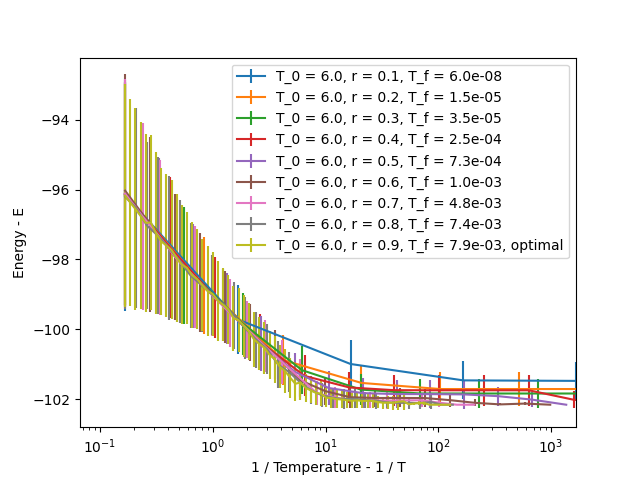 T_0 = 6.0, r = 0.1, T_f = 6.0e-08
T_0 = 6.0, r = 0.2, T_f = 1.5e-05
T_0 = 6.0, r = 0.3, T_f = 3.5e-05
T_0 = 6.0, r = 0.4, T_f = 2.5e-04
T_0 = 6.0, r = 0.5, T_f = 7.3e-04
T_0 = 6.0, r = 0.6, T_f = 1.0e-03
T_0 = 6.0, r = 0.7, T_f = 4.8e-03
T_0 = 6.0, r = 0.8, T_f = 7.4e-03
T_0 = 6.0, r = 0.9, T_f = 7.9e-03, optimal
Energy - E
−94
−96
−98
−100
−102
10⁻¹ 10⁰ 10¹ 10² 10³
1 / Temperature - 1 / T